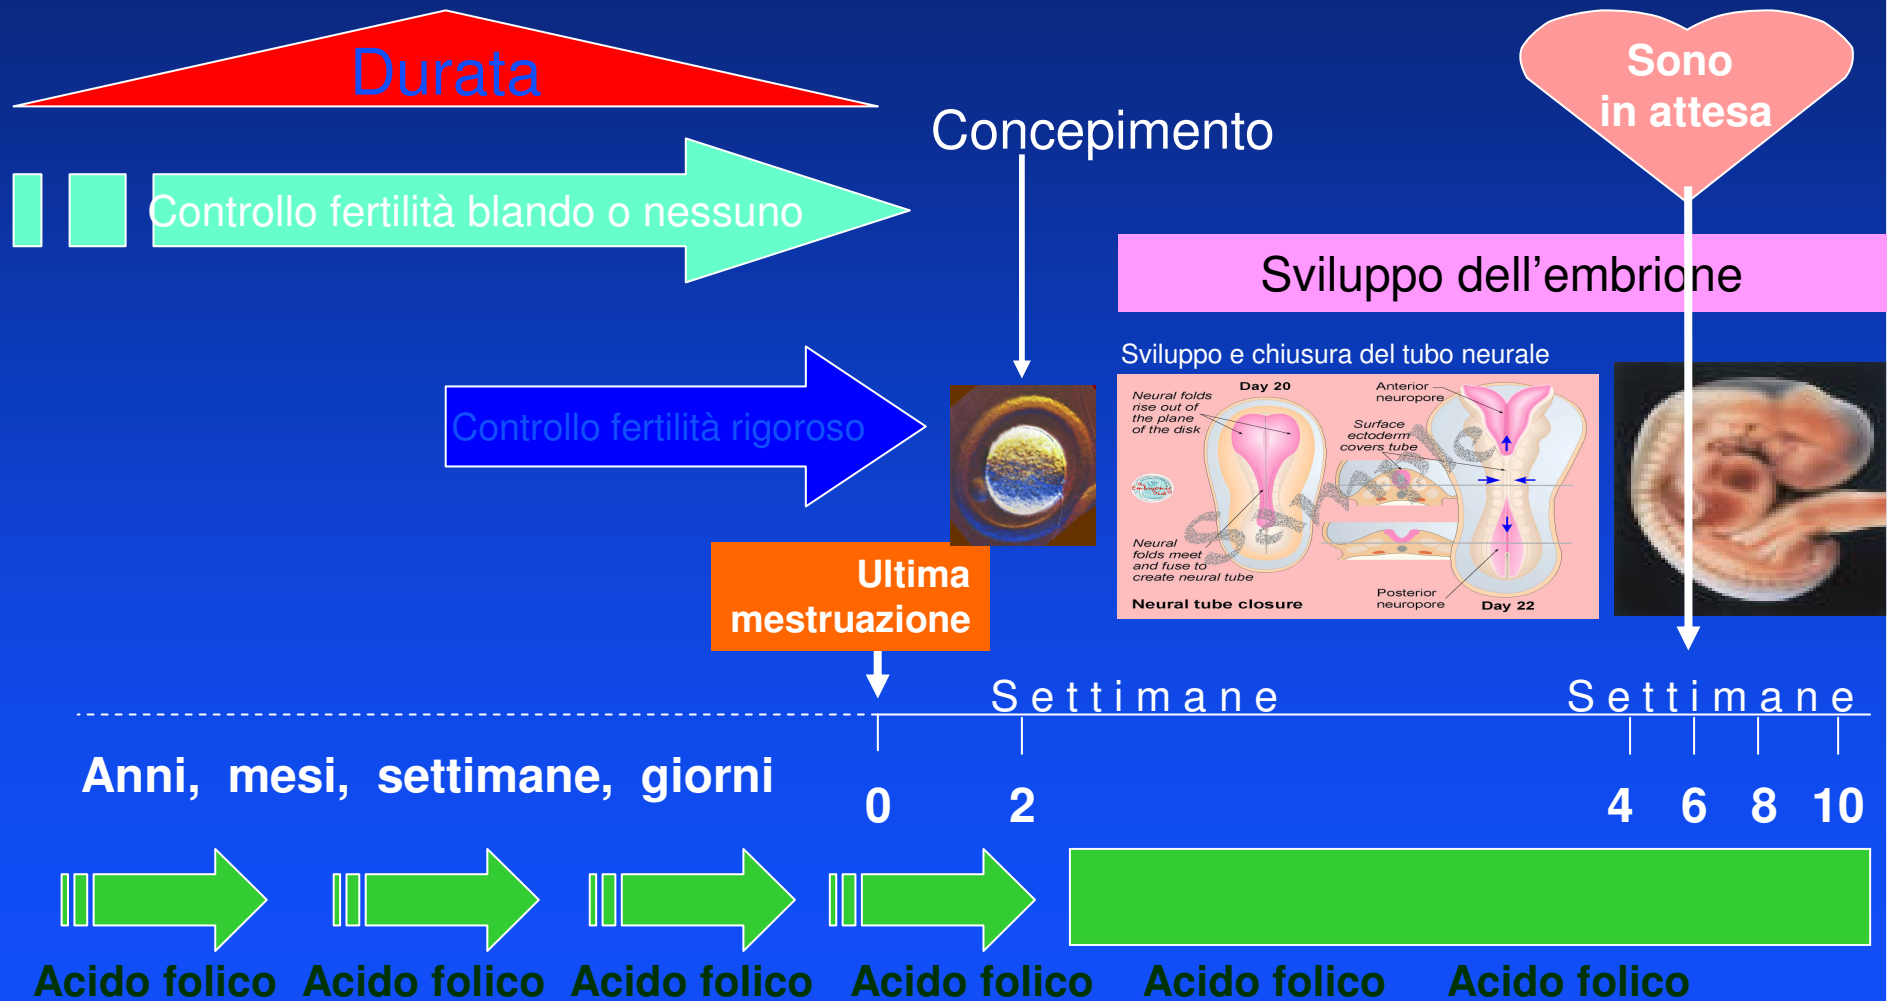 Durata
Sono
in attesa
Concepimento
Controllo fertilità blando o nessuno
Sviluppo dell'embrione
Sviluppo e chiusura del tubo neurale
Controllo fertilità rigoroso
Neural folds
rise out of
the plane
of the disk
Day 20
Anterior
neuropore
Surface
ectoderm
covers tube
Sample
Neural
folds meet
and fuse to
create neural tube
Neural tube closure
Posterior
neuropore
Day 22
Ultima
mestruazione
Settimane
Settimane
Anni, mesi, settimane, giorni
0 2 4 6 8 10
Acido folico Acido folico Acido folico Acido folico Acido folico Acido folico